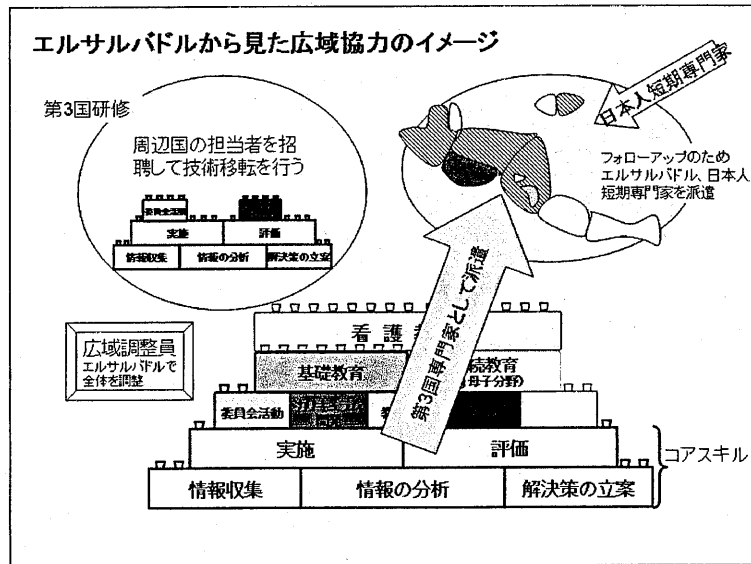 エルサルバドルから見た広域協力のイメージ
第3国研修
周辺国の担当者を招
聘して技術移転を行
う
委員会活動
実施
評価
情報収集
情報の分析
解決策の立案
日本人短期専門家
フォローアップのため
エルサルバドル、日本人
短期専門家を派遣
第3国専門家として派遣
広域調整員
エルサルバドルで
全体を調整
看護
基礎教育
続教育
母子分野)
委員会活動
実施
評価
コアスキル
情報収集
情報の分析
解決策の立案